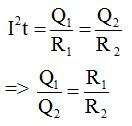 I²t = Q₁/R₁ = Q₂/R₂
=> Q₁/Q₂ = R₁/R₂